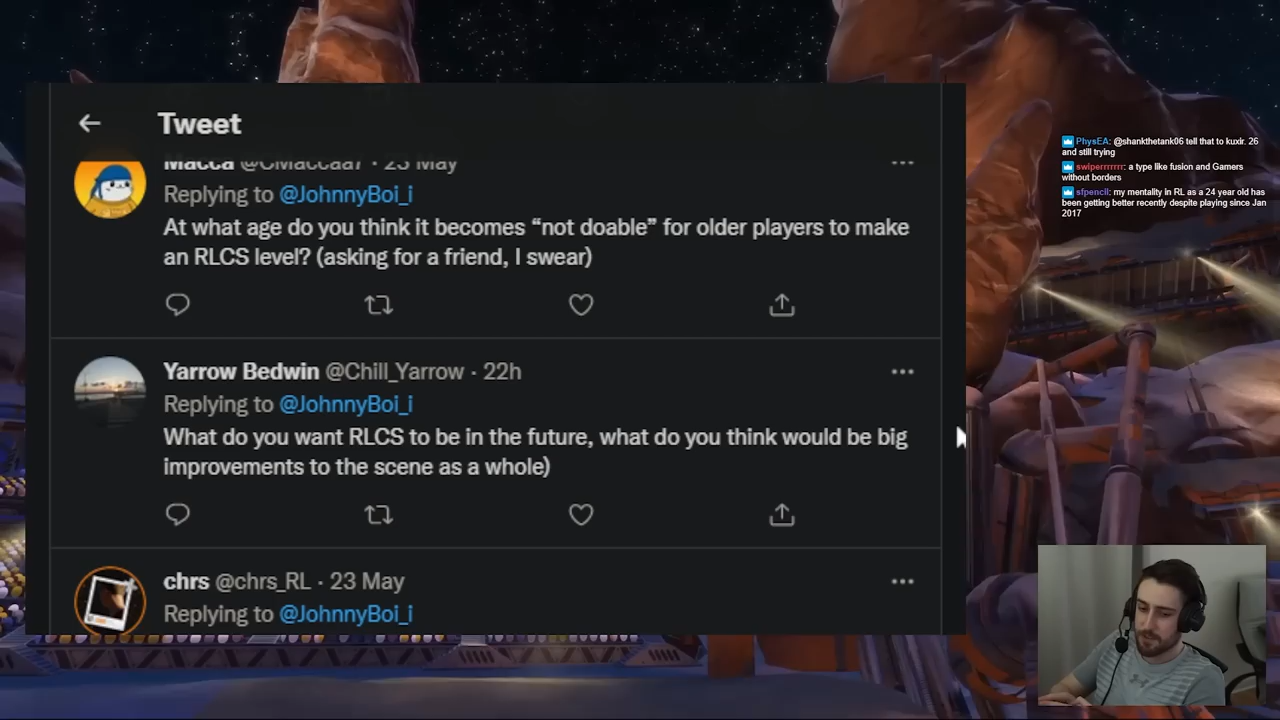 Tweet
Macca @CMaccaa7 · 23 May
Replying to @JohnnyBoi_i
At what age do you think it becomes “not doable” for older players to make
an RLCS level? (asking for a friend, I swear)
Yarrow Bedwin @Chill_Yarrow · 22h
Replying to @JohnnyBoi_i
What do you want RLCS to be in the future, what do you think would be big
improvements to the scene as a whole)
chrs @chrs_RL · 23 May
Replying to @JohnnyBoi_i
PhysEA: @shankthetank06 tell that to kuxir. 26
and still trying
swiperrrrrrr: a type like fusion and Gamers
without borders
sfpencil: my mentality in RL as a 24 year old has
been getting better recently despite playing since Jan
2017